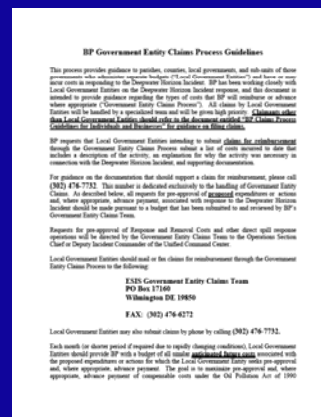 BP Government Entity Claims Process Guidelines
This process provides guidance to parishes, counties, local governments, and sub-units of those
governments who administer separate budgets ("Local Government Entities") and have or may
incur costs in responding to the Deepwater Horizon Incident. BP has been working closely with
Local Government Entities on the Deepwater Horizon Incident response, and this document is
intended to provide guidance regarding the types of costs that BP will reimburse or advance
where appropriate ("Government Entity Claims Process"). All claims by Local Government
Entities will be handled by a specialized team and will be given high priority. Claimants other
than Local Government Entities should refer to the document entitled "BP Claims Process
Guidelines for Individuals and Businesses" for guidance on filing claims.
BP requests that Local Government Entities intending to submit claims for reimbursement
through the Government Entity Claims Process submit a list of costs incurred to date that
includes a description of the activity, an explanation for why the activity was necessary in
connection with the Deepwater Horizon Incident, and supporting documentation.
For guidance on the documentation that should support a claim for reimbursement, please call
(302) 476-7732. This number is dedicated exclusively to the handling of Government Entity
Claims. As described below, all requests for pre-approval of proposed expenditures or actions
and, where appropriate, advance payment, associated with response to the Deepwater Horizon
Incident should be made pursuant to a budget that has been submitted to and reviewed by BP's
Government Entity Claims Team.
Requests for pre-approval of Response and Removal Costs and other direct spill response
operations will be directed by the Government Entity Claims Team to the Operations Section
Chief or Deputy Incident Commander of the Unified Command Center.
Local Government Entities should mail or fax claims for reimbursement through the Government
Entity Claims Process to the following:
ESIS Government Entity Claims Team
PO Box 17160
Wilmington DE 19850
FAX: (302) 476-6272
Local Government Entities may also submit claims by phone by calling (302) 476-7732.
Each month (or shorter period if required due to rapidly changing conditions), Local Government
Entities should provide BP with a budget of all similar anticipated future costs associated with
the proposed expenditures or actions for which the Local Government Entity seeks pre-approval
and, where appropriate, advance payment. The goal is to maximize pre-approval and, where
appropriate, advance payment of compensable costs under the Oil Pollution Act of 1990